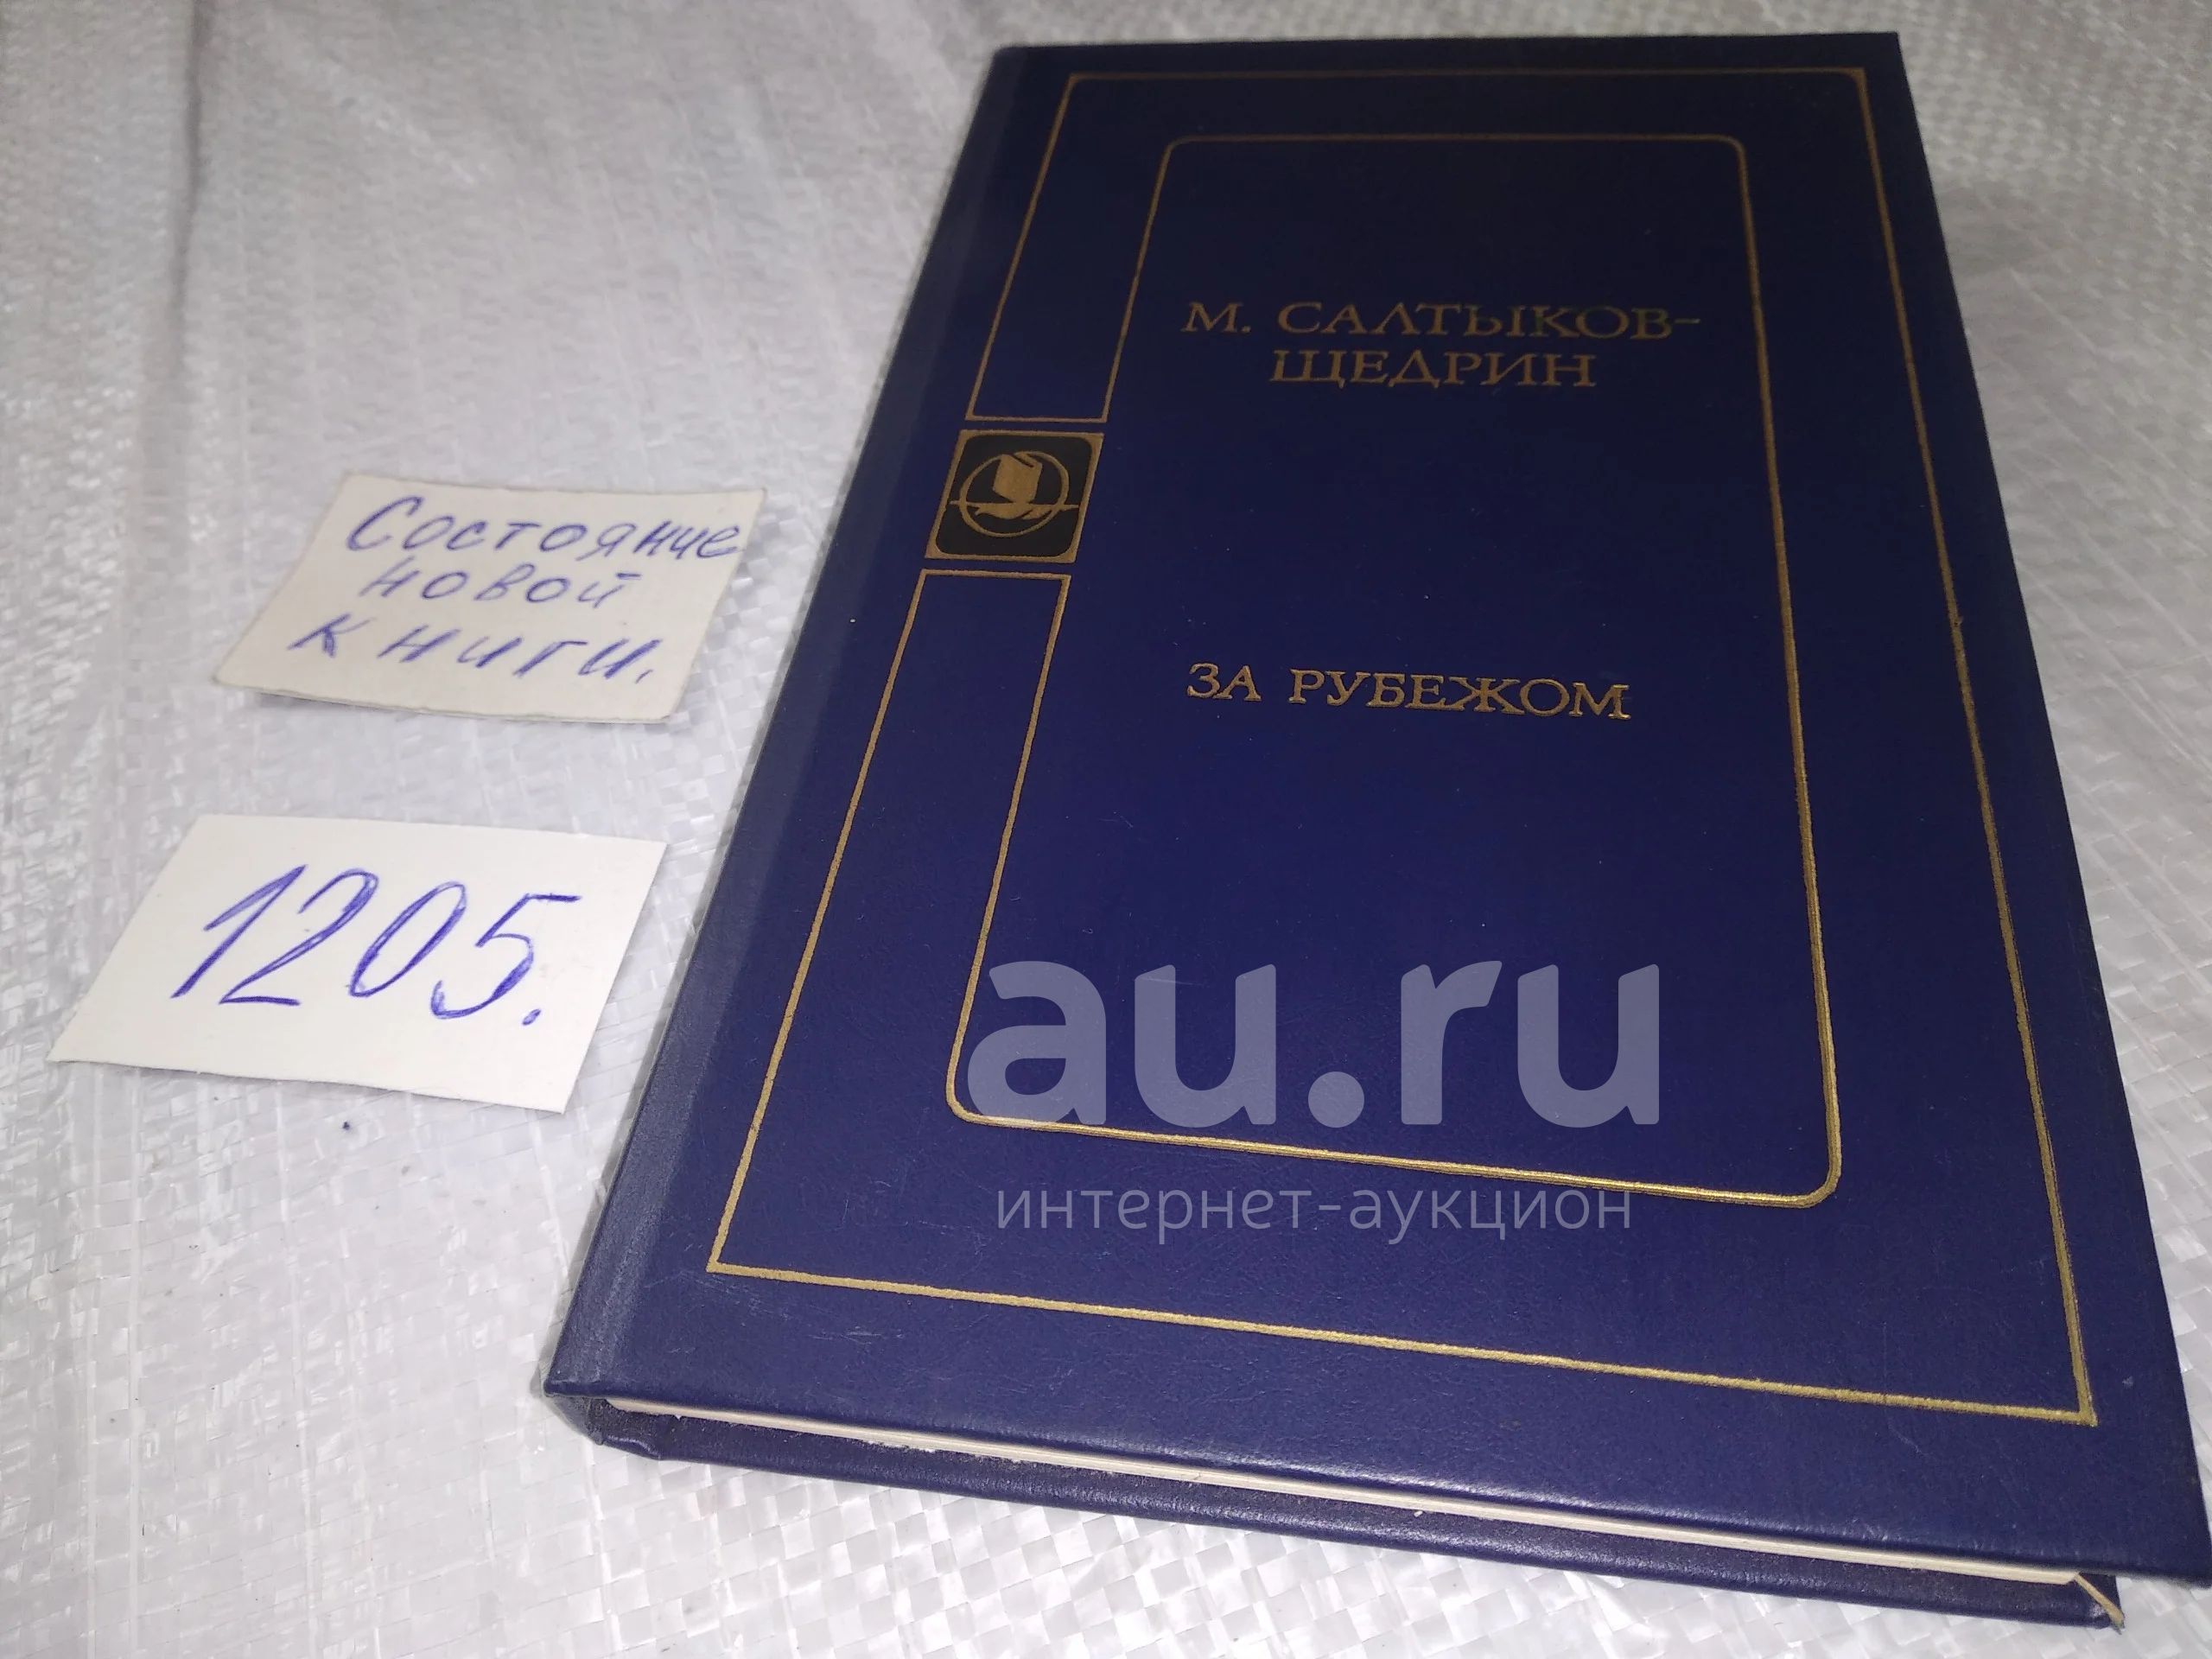 М. САЛТЫКОВ-
ЩЕДРИН
ЗА РУБЕЖОМ
Состояние
новой
книги.
1205.
au.ru
интернет-аукцион